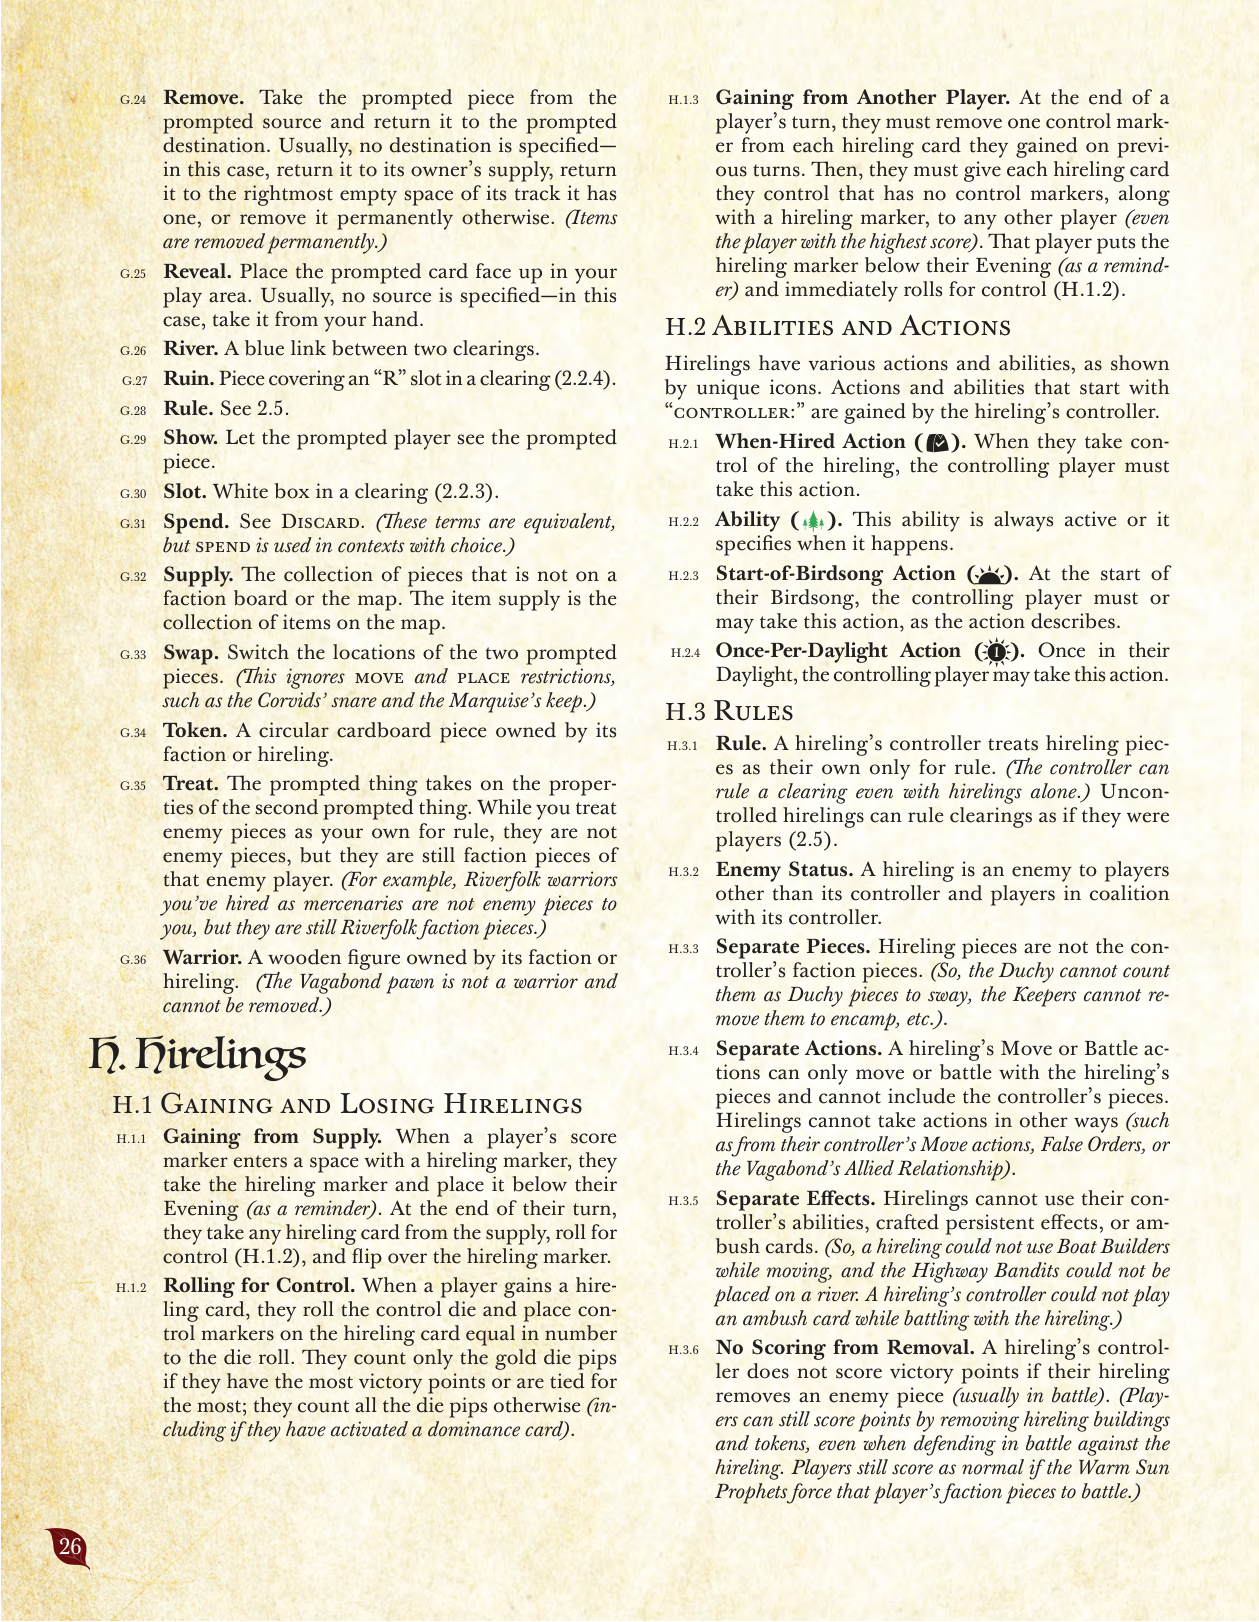 G.24 Remove. Take the prompted piece from the
prompted source and return it to the prompted
destination. Usually, no destination is specified—
in this case, return it to its owner's supply, return
it to the rightmost empty space of its track it has
one, or remove it permanently otherwise. (Items
are removed permanently.)
G.25 Reveal. Place the prompted card face up in your
play area. Usually, no source is specified—in this
case, take it from your hand.
G.26 River. A blue link between two clearings.
G.27 Ruin. Piece covering an “R” slot in a clearing (2.2.4).
G.28 Rule. See 2.5.
G.29 Show. Let the prompted player see the prompted
piece.
G.30 Slot. White box in a clearing (2.2.3).
G.31 Spend. See Discard. (These terms are equivalent,
but spend is used in contexts with choice.)
G.32 Supply. The collection of pieces that is not on a
faction board or the map. The item supply is the
collection of items on the map.
G.33 Swap. Switch the locations of the two prompted
pieces. (This ignores move and place restrictions,
such as the Corvids' snare and the Marquise's keep.)
G.34 Token. A circular cardboard piece owned by its
faction or hireling.
G.35 Treat. The prompted thing takes on the proper-
ties of the second prompted thing. While you treat
enemy pieces as your own for rule, they are not
enemy pieces, but they are still faction pieces of
that enemy player. (For example, Riverfolk warriors
you've hired as mercenaries are not enemy pieces to
you, but they are still Riverfolk faction pieces.)
G.36 Warrior. A wooden figure owned by its faction or
hireling. (The Vagabond pawn is not a warrior and
cannot be removed.)
H. Hirelings
H.1 Gaining and Losing Hirelings
H.1.1 Gaining from Supply. When a player's score
marker enters a space with a hireling marker, they
take the hireling marker and place it below their
Evening (as a reminder). At the end of their turn,
they take any hireling card from the supply, roll for
control (H.1.2), and flip over the hireling marker.
H.1.2 Rolling for Control. When a player gains a hire-
ling card, they roll the control die and place con-
trol markers on the hireling card equal in number
to the die roll. They count only the gold die pips
if they have the most victory points or are tied for
the most; they count all the die pips otherwise (in-
cluding if they have activated a dominance card).
H.1.3 Gaining from Another Player. At the end of a
player's turn, they must remove one control mark-
er from each hireling card they gained on previ-
ous turns. Then, they must give each hireling card
they control that has no control markers, along
with a hireling marker, to any other player (even
the player with the highest score). That player puts the
hireling marker below their Evening (as a remind-
er) and immediately rolls for control (H.1.2).
H.2 Abilities and Actions
Hirelings have various actions and abilities, as shown
by unique icons. Actions and abilities that start with
“controller:” are gained by the hireling's controller.
H.2.1 When-Hired Action ( ). When they take con-
trol of the hireling, the controlling player must
take this action.
H.2.2 Ability ( ). This ability is always active or it
specifies when it happens.
H.2.3 Start-of-Birdsong Action ( ). At the start of
their Birdsong, the controlling player must or
may take this action, as the action describes.
H.2.4 Once-Per-Daylight Action (1). Once in their
Daylight, the controlling player may take this action.
H.3 Rules
H.3.1 Rule. A hireling's controller treats hireling piec-
es as their own only for rule. (The controller can
rule a clearing even with hirelings alone.) Uncon-
trolled hirelings can rule clearings as if they were
players (2.5).
H.3.2 Enemy Status. A hireling is an enemy to players
other than its controller and players in coalition
with its controller.
H.3.3 Separate Pieces. Hireling pieces are not the con-
troller's faction pieces. (So, the Duchy cannot count
them as Duchy pieces to sway, the Keepers cannot re-
move them to encamp, etc.).
H.3.4 Separate Actions. A hireling's Move or Battle ac-
tions can only move or battle with the hireling's
pieces and cannot include the controller's pieces.
Hirelings cannot take actions in other ways (such
as from their controller's Move actions, False Orders, or
the Vagabond's Allied Relationship).
H.3.5 Separate Effects. Hirelings cannot use their con-
troller's abilities, crafted persistent effects, or am-
bush cards. (So, a hireling could not use Boat Builders
while moving, and the Highway Bandits could not be
placed on a river. A hireling's controller could not play
an ambush card while battling with the hireling.)
H.3.6 No Scoring from Removal. A hireling's control-
ler does not score victory points if their hireling
removes an enemy piece (usually in battle). (Play-
ers can still score points by removing hireling buildings
and tokens, even when defending in battle against the
hireling. Players still score as normal if the Warm Sun
Prophets force that player's faction pieces to battle.)
26